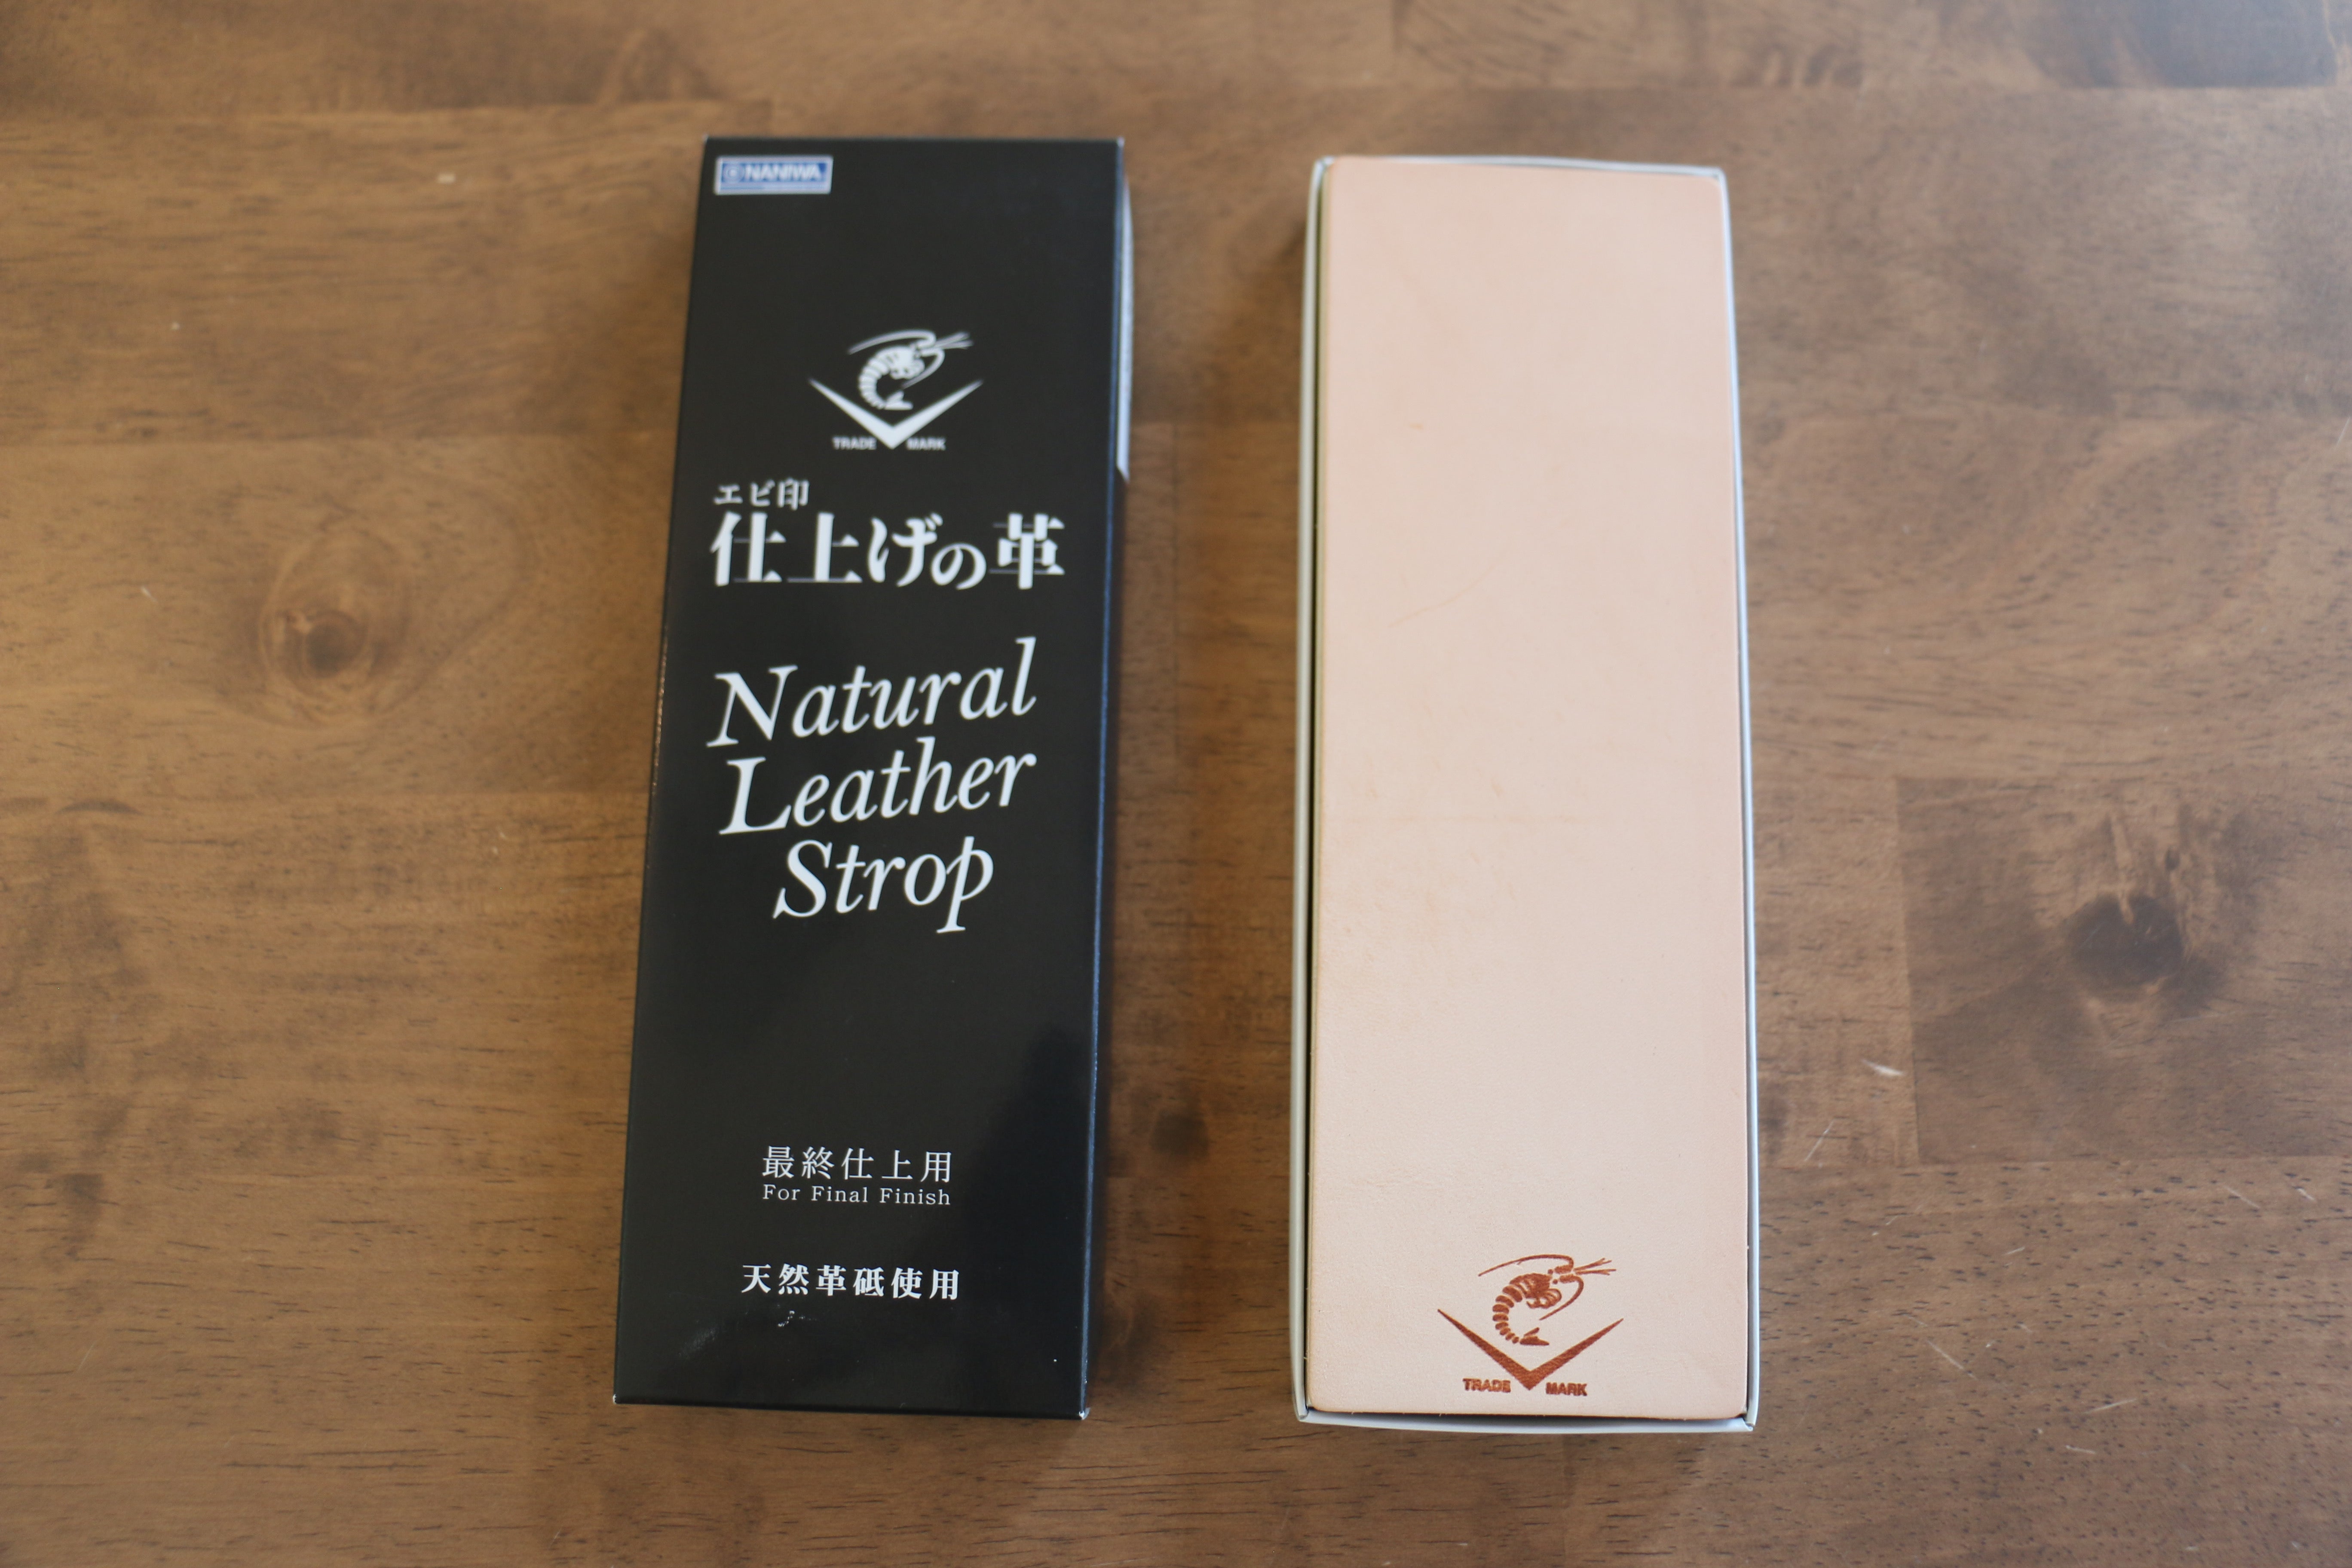 NANIWA
TRADE MARK
エビ印
仕上げの革
Natural
Leather
Strop
最終仕上用
For Final Finish
天然革砥使用
TRADE MARK